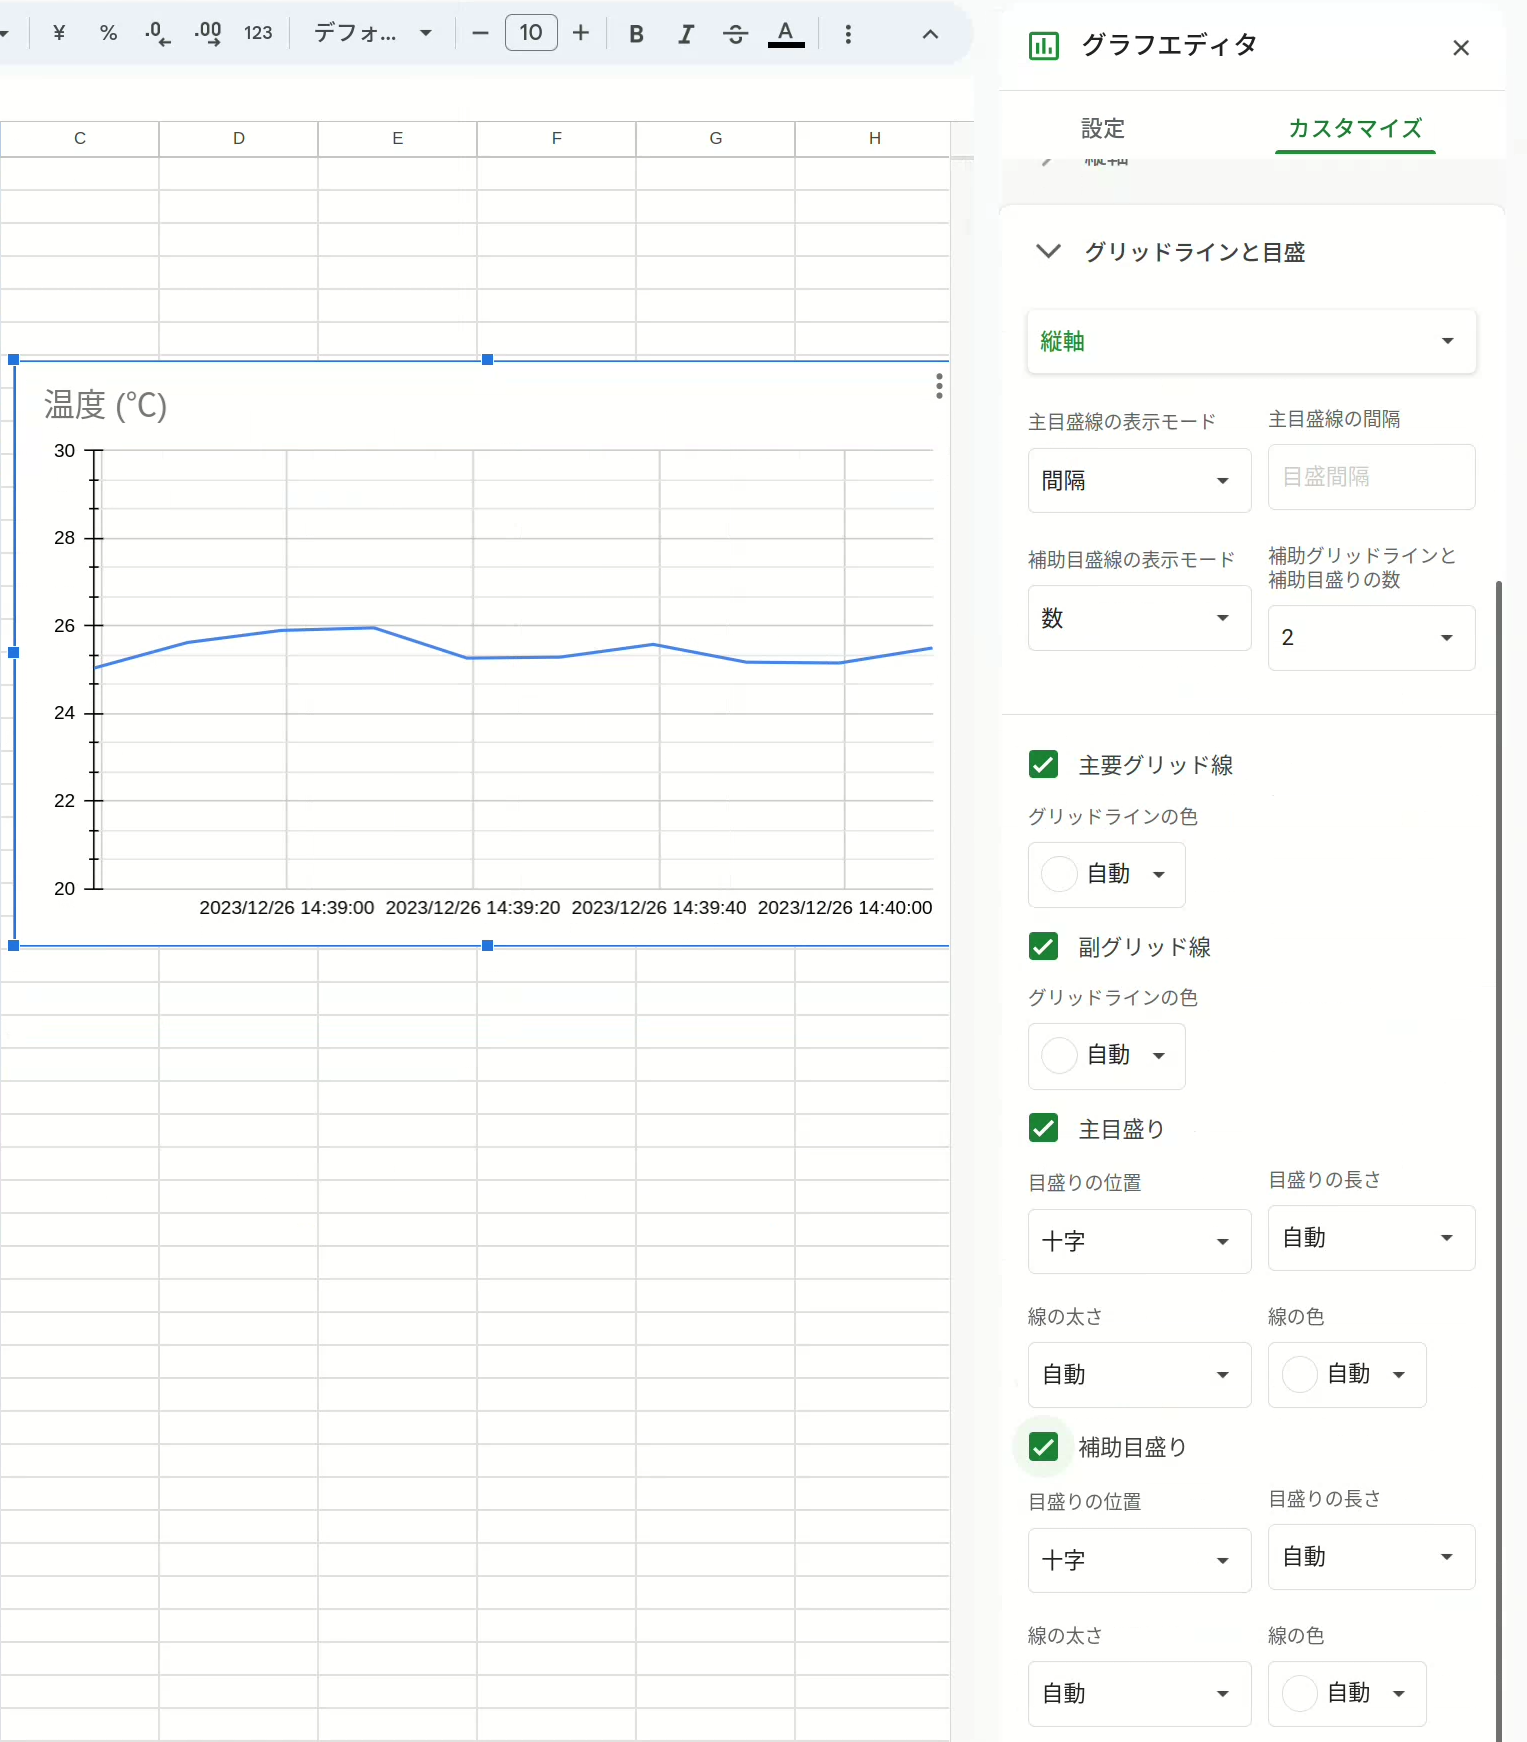 ¥ % .0 .00 123 デフォ... − 10 + B I S A
グラフエディタ
設定 カスタマイズ
縦軸
C D E F G H
グリッドラインと目盛
縦軸
主目盛線の表示モード 主目盛線の間隔
間隔 目盛間隔
補助目盛線の表示モード 補助グリッドラインと
補助目盛りの数
数 2
主要グリッド線
グリッドラインの色
自動
副グリッド線
グリッドラインの色
自動
主目盛り
目盛りの位置 目盛りの長さ
十字 自動
線の太さ 線の色
自動 自動
補助目盛り
目盛りの位置 目盛りの長さ
十字 自動
線の太さ 線の色
自動 自動
温度 (℃)
30
28
26
24
22
20
2023/12/26 14:39:00 2023/12/26 14:39:20 2023/12/26 14:39:40 2023/12/26 14:40:00